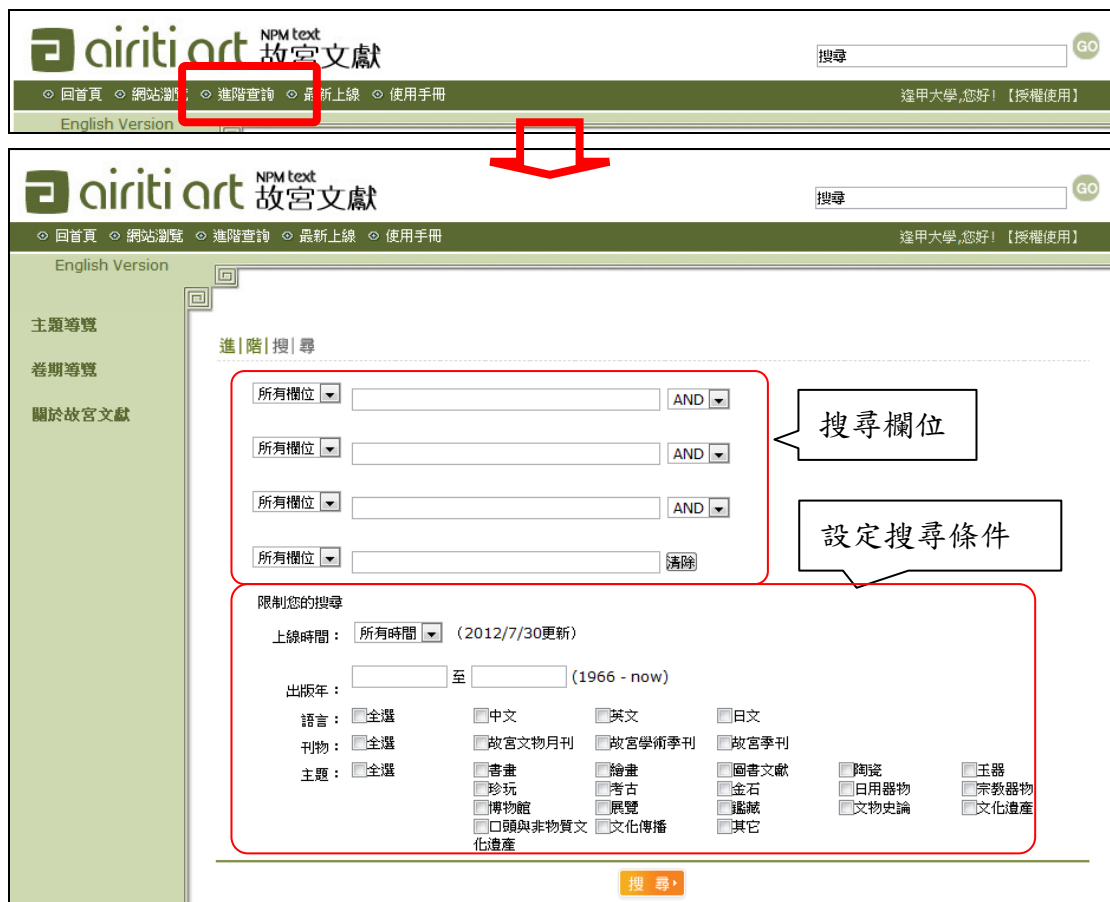 airiti art NPM text 故宮文獻
搜尋 GO
回首頁 網站瀏覽 進階查詢 最新上線 使用手冊 逢甲大學,您好!【授權使用】
English Version
airiti art NPM text 故宮文獻
搜尋 GO
回首頁 網站瀏覽 進階查詢 最新上線 使用手冊 逢甲大學,您好!【授權使用】
English Version
主題導覽
卷期導覽
關於故宮文獻
進|階|搜|尋
所有欄位 AND
搜尋欄位
所有欄位 AND
所有欄位 AND
設定搜尋條件
所有欄位 清除
限制您的搜尋
上線時間: 所有時間 (2012/7/30更新)
出版年: 至 (1966 - now)
語言: 全選 中文 英文 日文
刊物: 全選 故宮文物月刊 故宮學術季刊 故宮季刊
主題: 全選 書畫 繪畫 圖書文獻 陶瓷 玉器
珍玩 考古 金石 日用器物 宗教器物
博物館 展覽 鑑藏 文物史論 文化遺產
口頭與非物質文 文化傳播 其它
化遺產
搜 尋